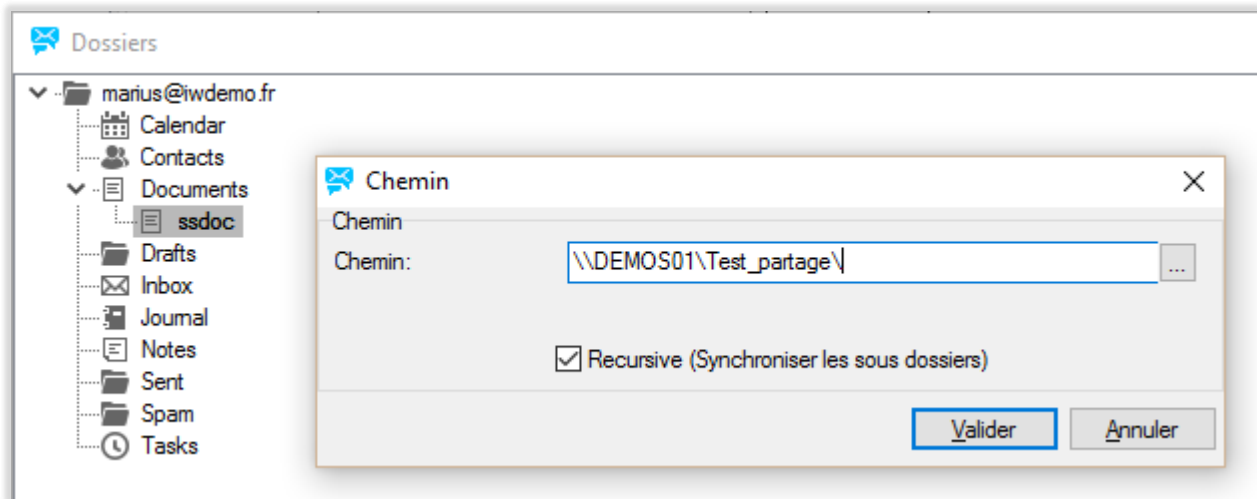 Dossiers
marius@iwdemo.fr
Calendar
Contacts
Documents
ssdoc
Drafts
Inbox
Journal
Notes
Sent
Spam
Tasks
Chemin
Chemin
Chemin:
\\DEMOS01\Test_partage\
...
Recursive (Synchroniser les sous dossiers)
Valider
Annuler